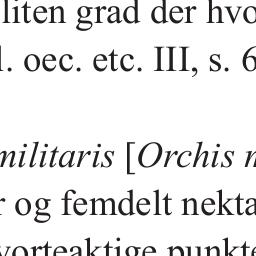 liten grad der hvo
l. oec. etc. III, s. 6
militaris [Orchis m
r og femdelt nekta
vorteaktige punkte